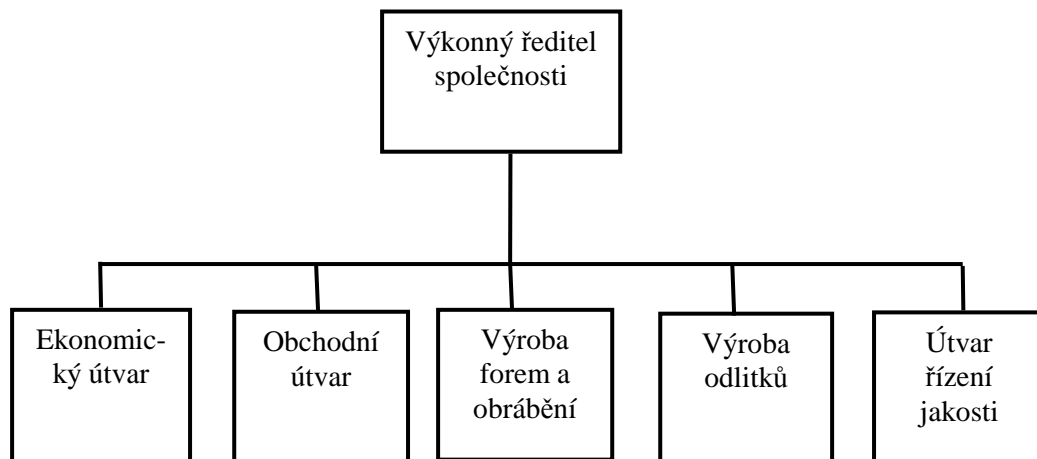 Výkonný ředitel
společnosti
Ekonomic-
ký útvar
Obchodní
útvar
Výroba
forem a
obrábění
Výroba
odlitků
Útvar
řízení
jakosti